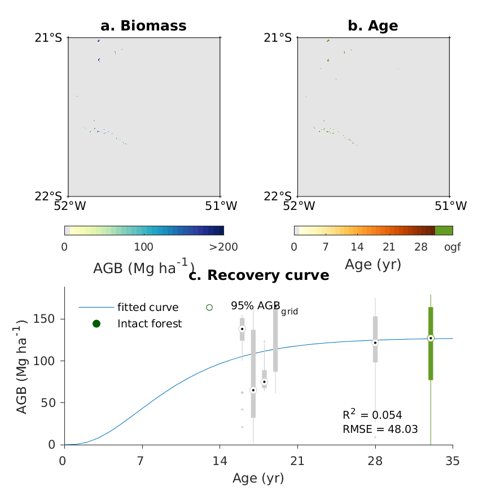 a. Biomass
b. Age
21°S
22°S
52°W
51°W
21°S
22°S
52°W
51°W
0
100
>200
AGB (Mg ha-1)
0
7
14
21
28
ogf
Age (yr)
c. Recovery curve
fitted curve
95% AGBgrid
Intact forest
150
100
50
0
AGB (Mg ha-1)
R2 = 0.054
RMSE = 48.03
0
7
14
21
28
35
Age (yr)